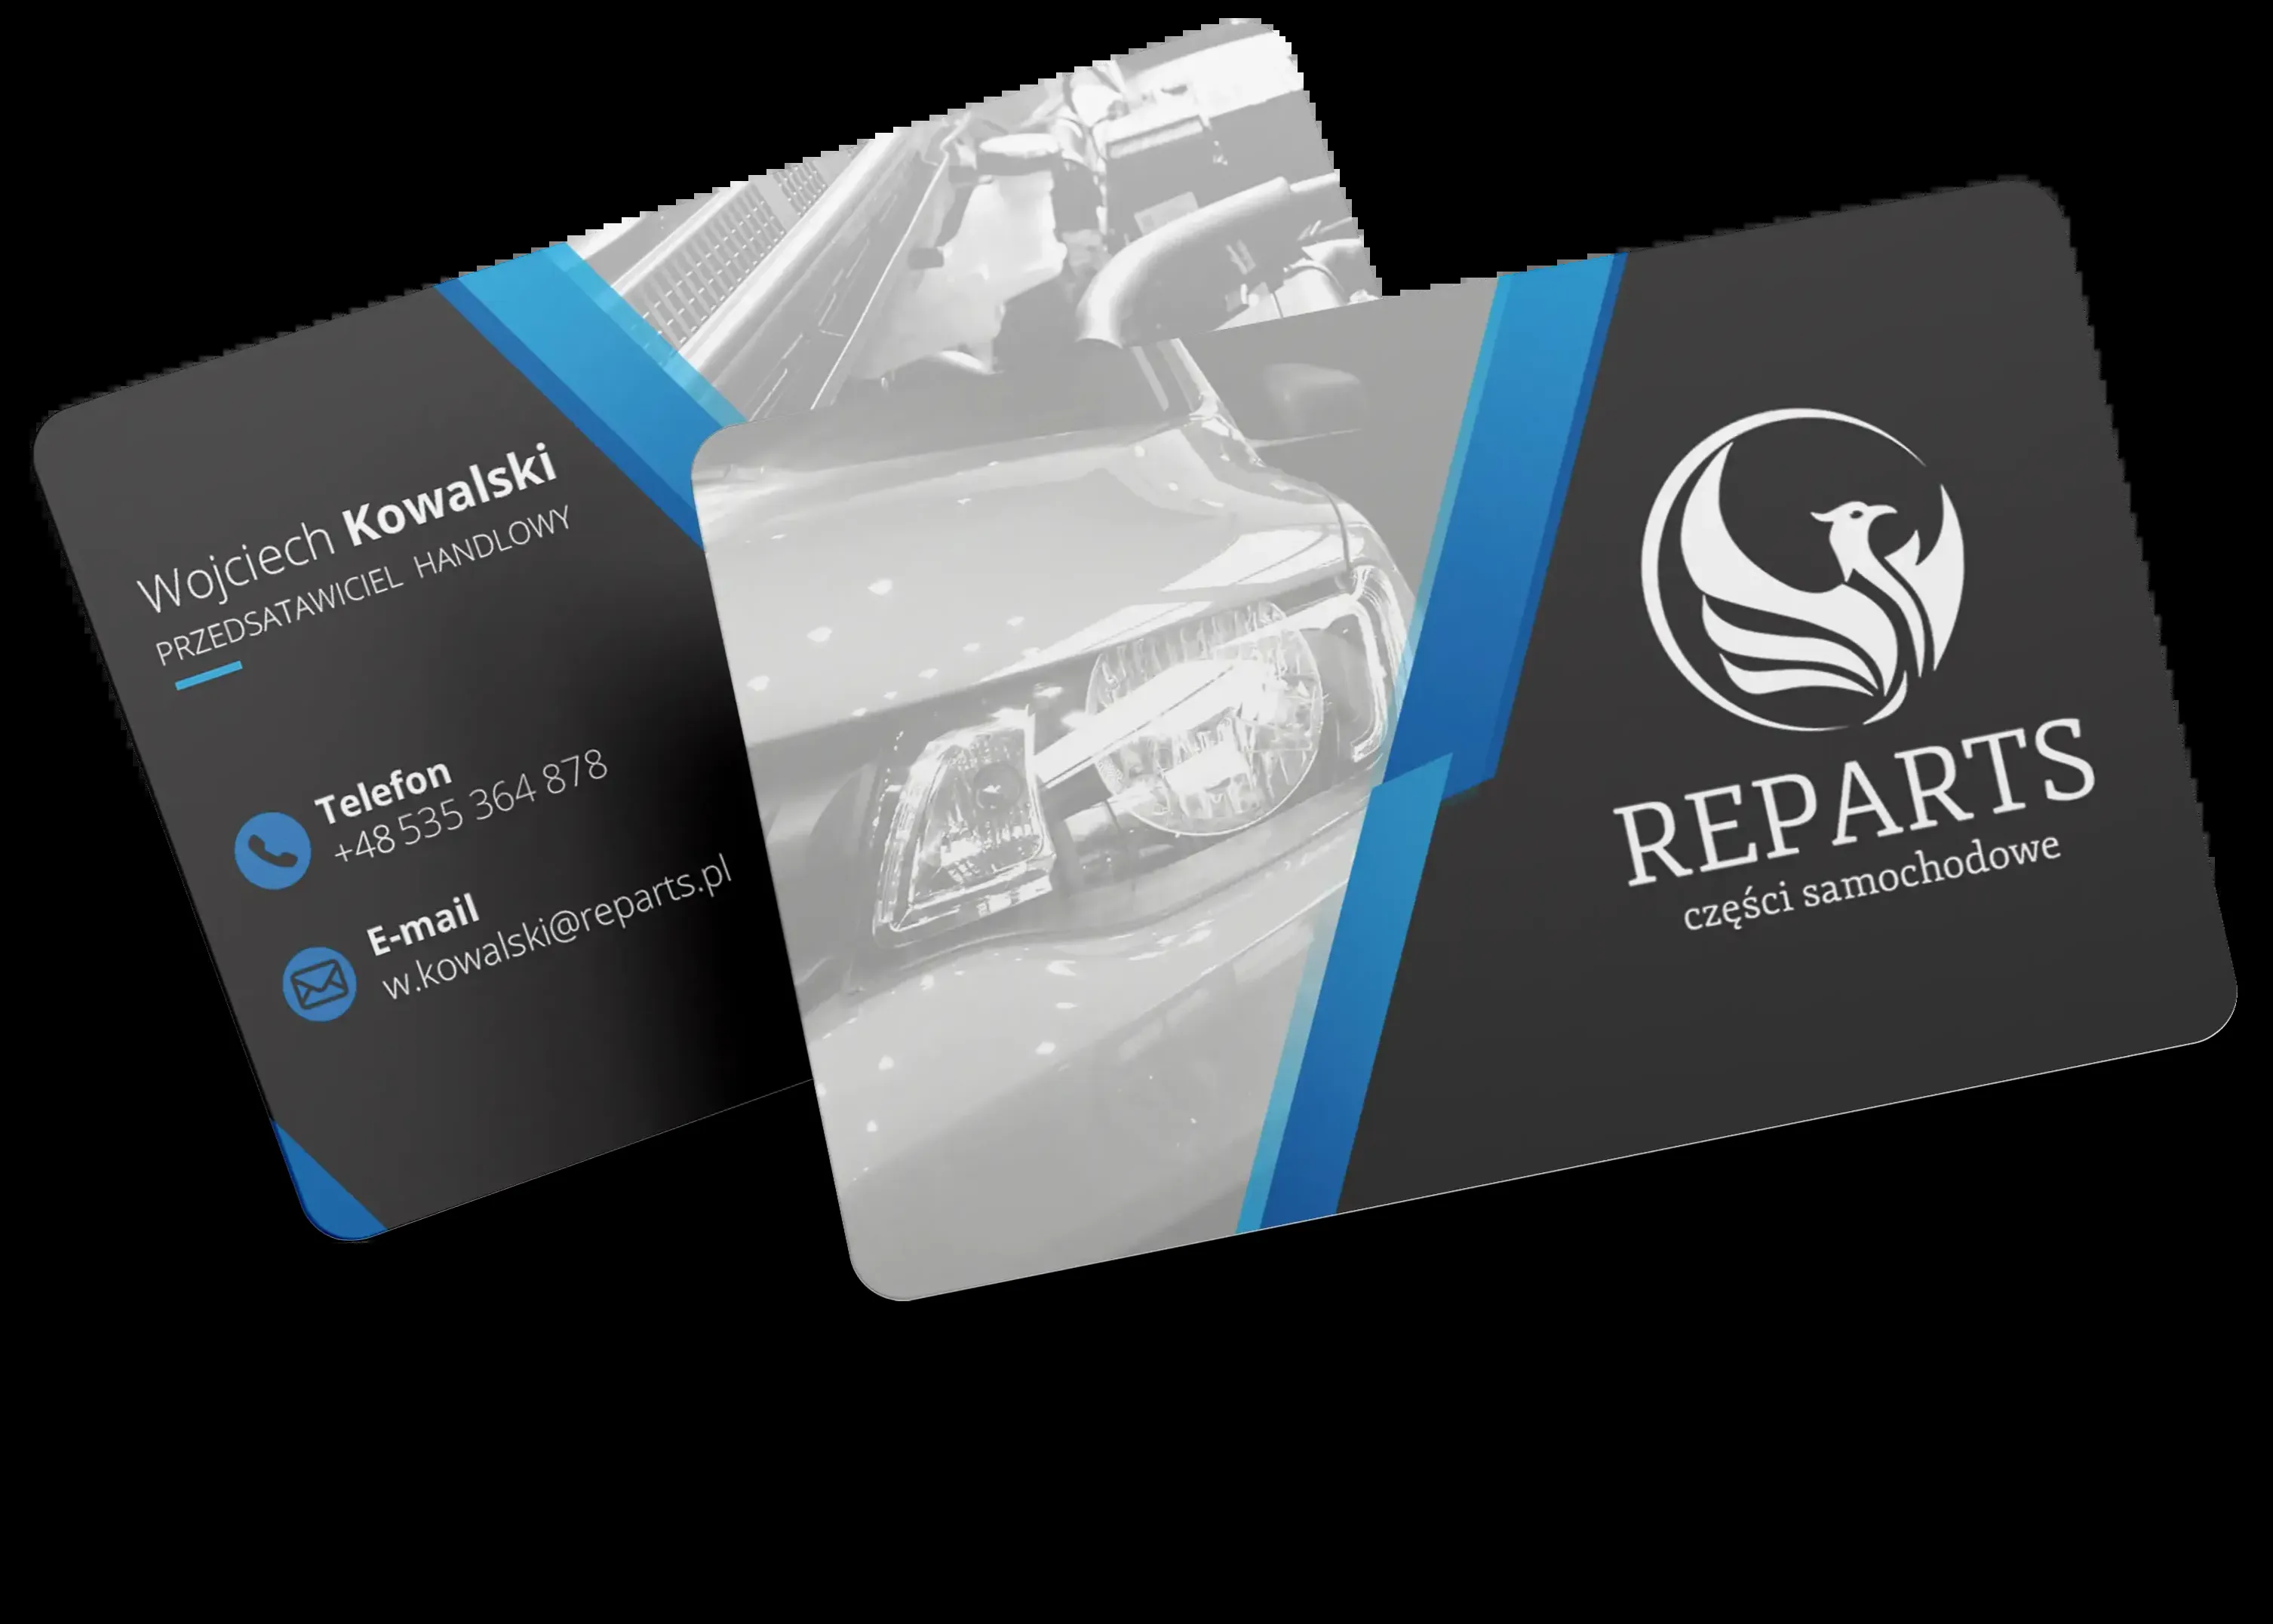 Wojciech Kowalski
PRZEDSATAWICIEL HANDLOWY
Telefon
+48 535 364 878
E-mail
w.kowalski@reparts.pl
REPARTS
części samochodowe